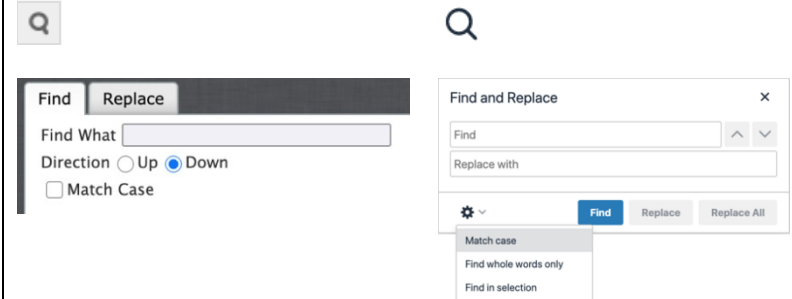 Find Replace
Find What
Direction Up Down
Match Case
Find and Replace ×
Find
Replace with
Find Replace Replace All
Match case
Find whole words only
Find in selection